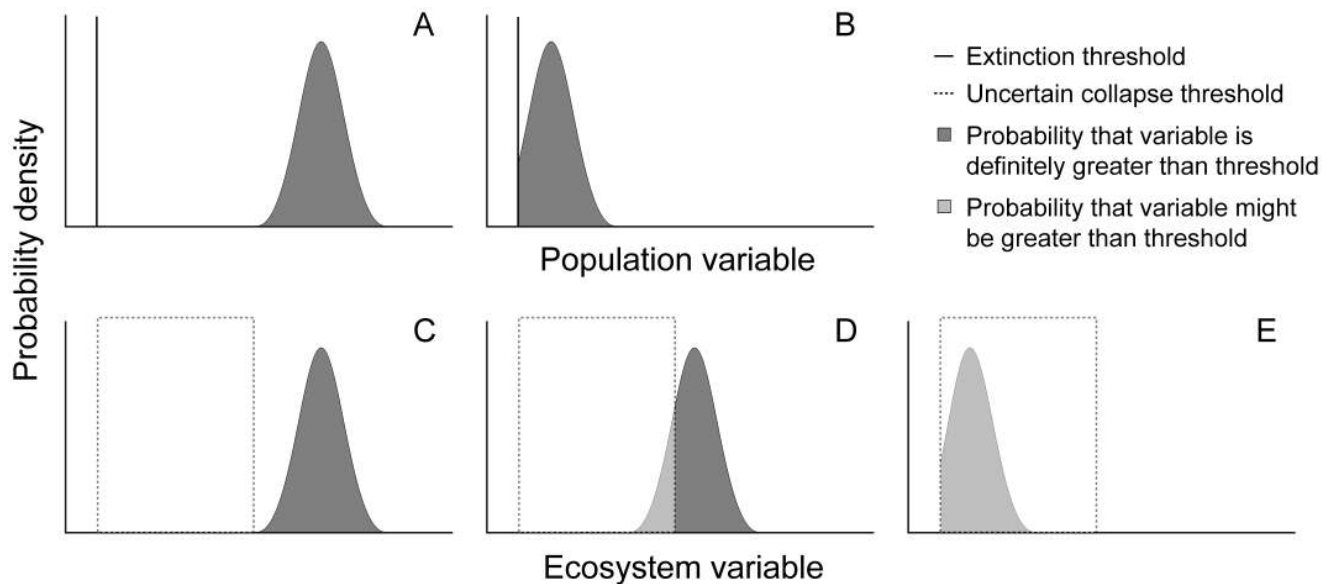 A
B
Extinction threshold
Uncertain collapse threshold
Probability that variable is
definitely greater than threshold
Probability that variable might
be greater than threshold
Probability density
Population variable
C
D
E
Ecosystem variable